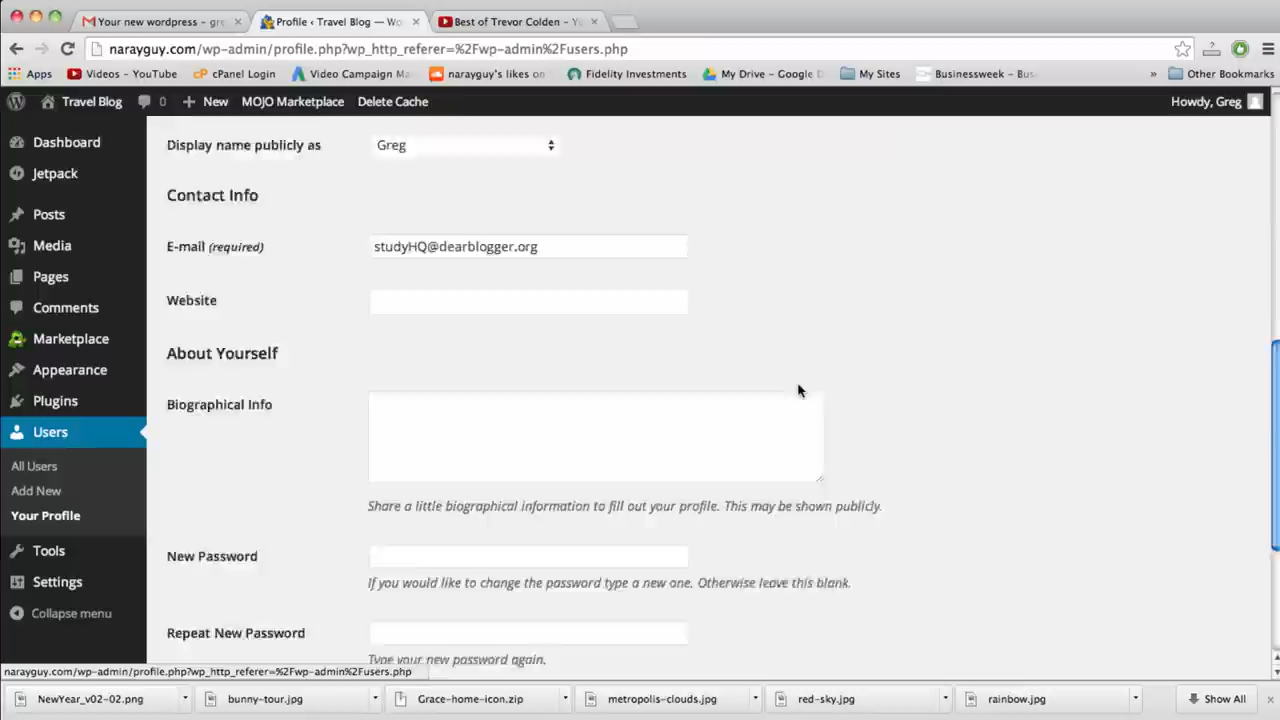 Your new wordpress - gre
Profile ‹ Travel Blog — Wo
Best of Trevor Colden - Yo
narayguy.com/wp-admin/profile.php?wp_http_referer=%2Fwp-admin%2Fusers.php
Apps
Videos - YouTube
cPanel Login
Video Campaign Ma
narayguy's likes on
Fidelity Investments
My Drive - Google D
My Sites
Businessweek - Bus
»
Other Bookmarks
Travel Blog
0
New
MOJO Marketplace
Delete Cache
Howdy, Greg
Dashboard
Jetpack
Posts
Media
Pages
Comments
Marketplace
Appearance
Plugins
Users
All Users
Add New
Your Profile
Tools
Settings
Collapse menu
Display name publicly as
Greg
Contact Info
E-mail (required)
studyHQ@dearblogger.org
Website
About Yourself
Biographical Info
Share a little biographical information to fill out your profile. This may be shown publicly.
New Password
If you would like to change the password type a new one. Otherwise leave this blank.
Repeat New Password
Type your new password again.
narayguy.com/wp-admin/profile.php?wp_http_referer=%2Fwp-admin%2Fusers.php
NewYear_v02-02.png
bunny-tour.jpg
Grace-home-icon.zip
metropolis-clouds.jpg
red-sky.jpg
rainbow.jpg
Show All